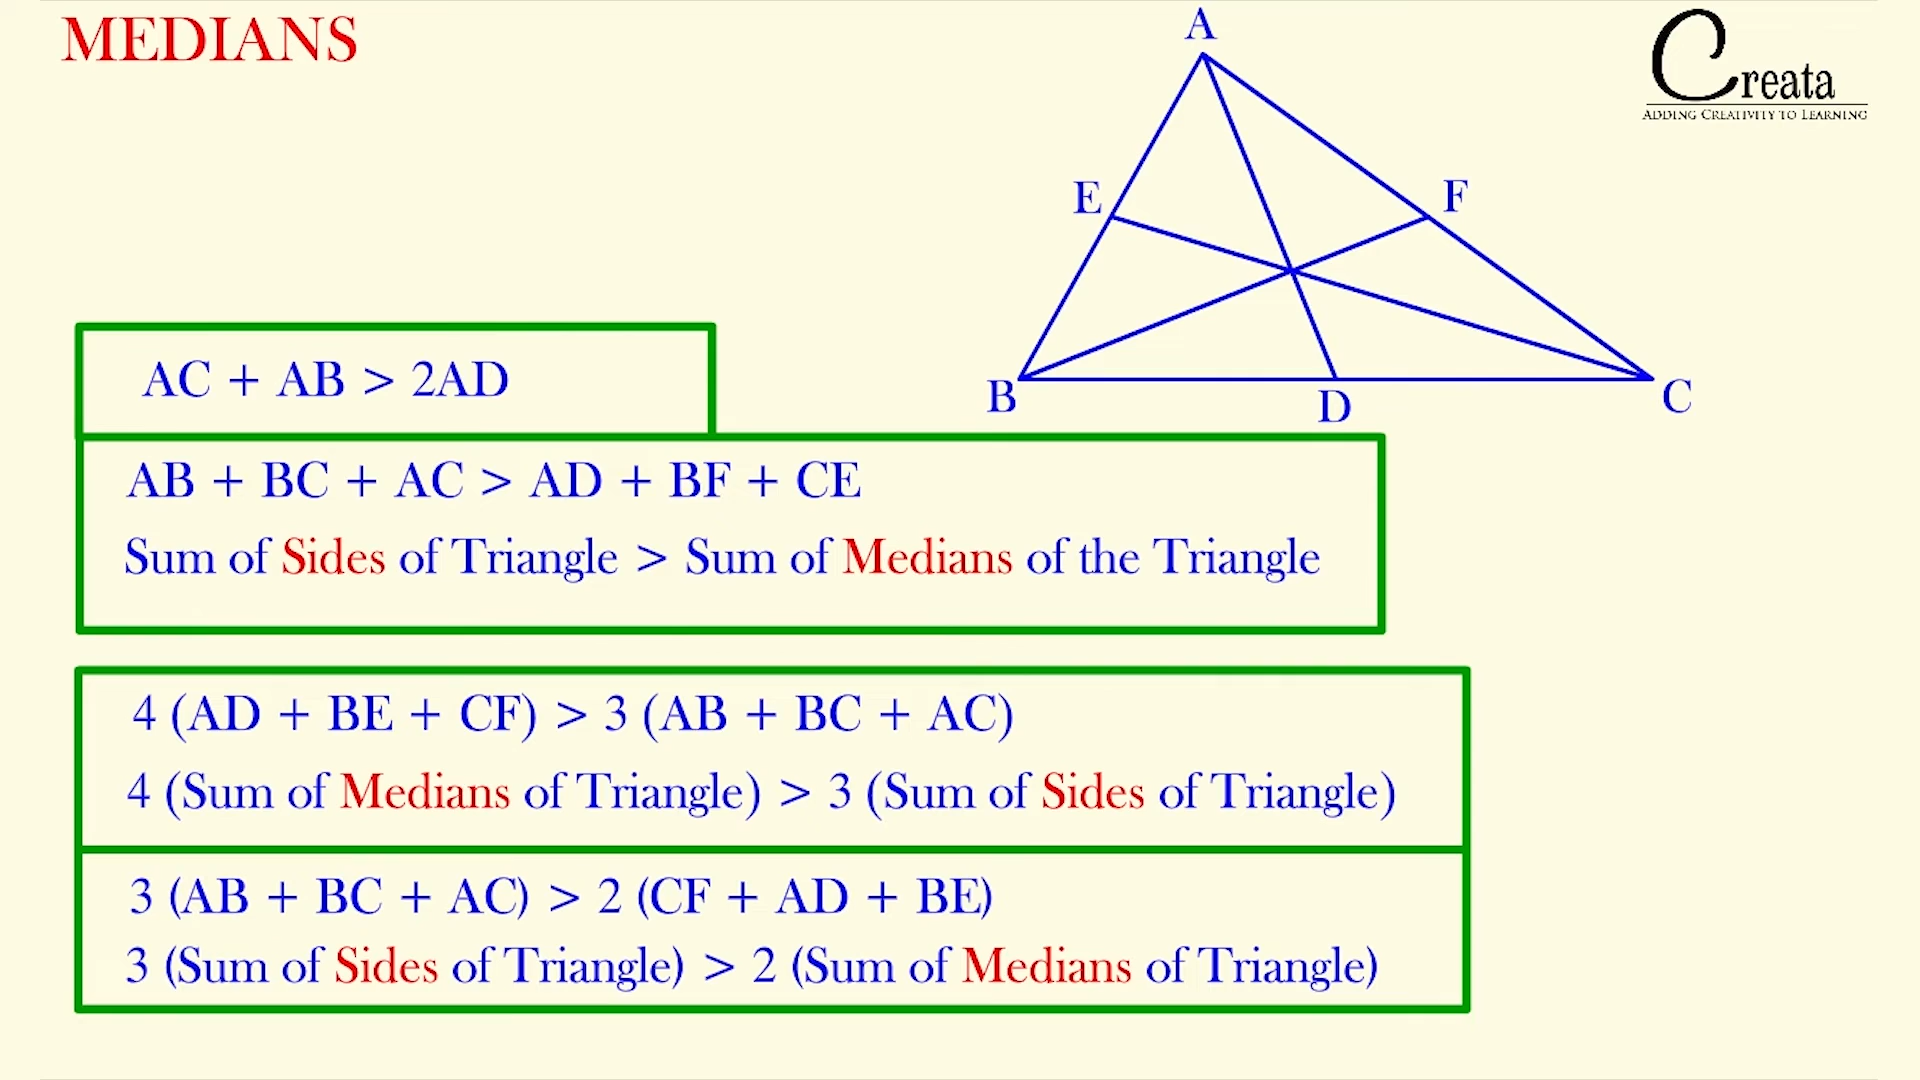 MEDIANS
A
Creata
ADDING CREATIVITY TO LEARNING
E
F
B
D
C
AC + AB > 2AD
AB + BC + AC > AD + BF + CE
Sum of Sides of Triangle > Sum of Medians of the Triangle
4 (AD + BE + CF) > 3 (AB + BC + AC)
4 (Sum of Medians of Triangle) > 3 (Sum of Sides of Triangle)
3 (AB + BC + AC) > 2 (CF + AD + BE)
3 (Sum of Sides of Triangle) > 2 (Sum of Medians of Triangle)